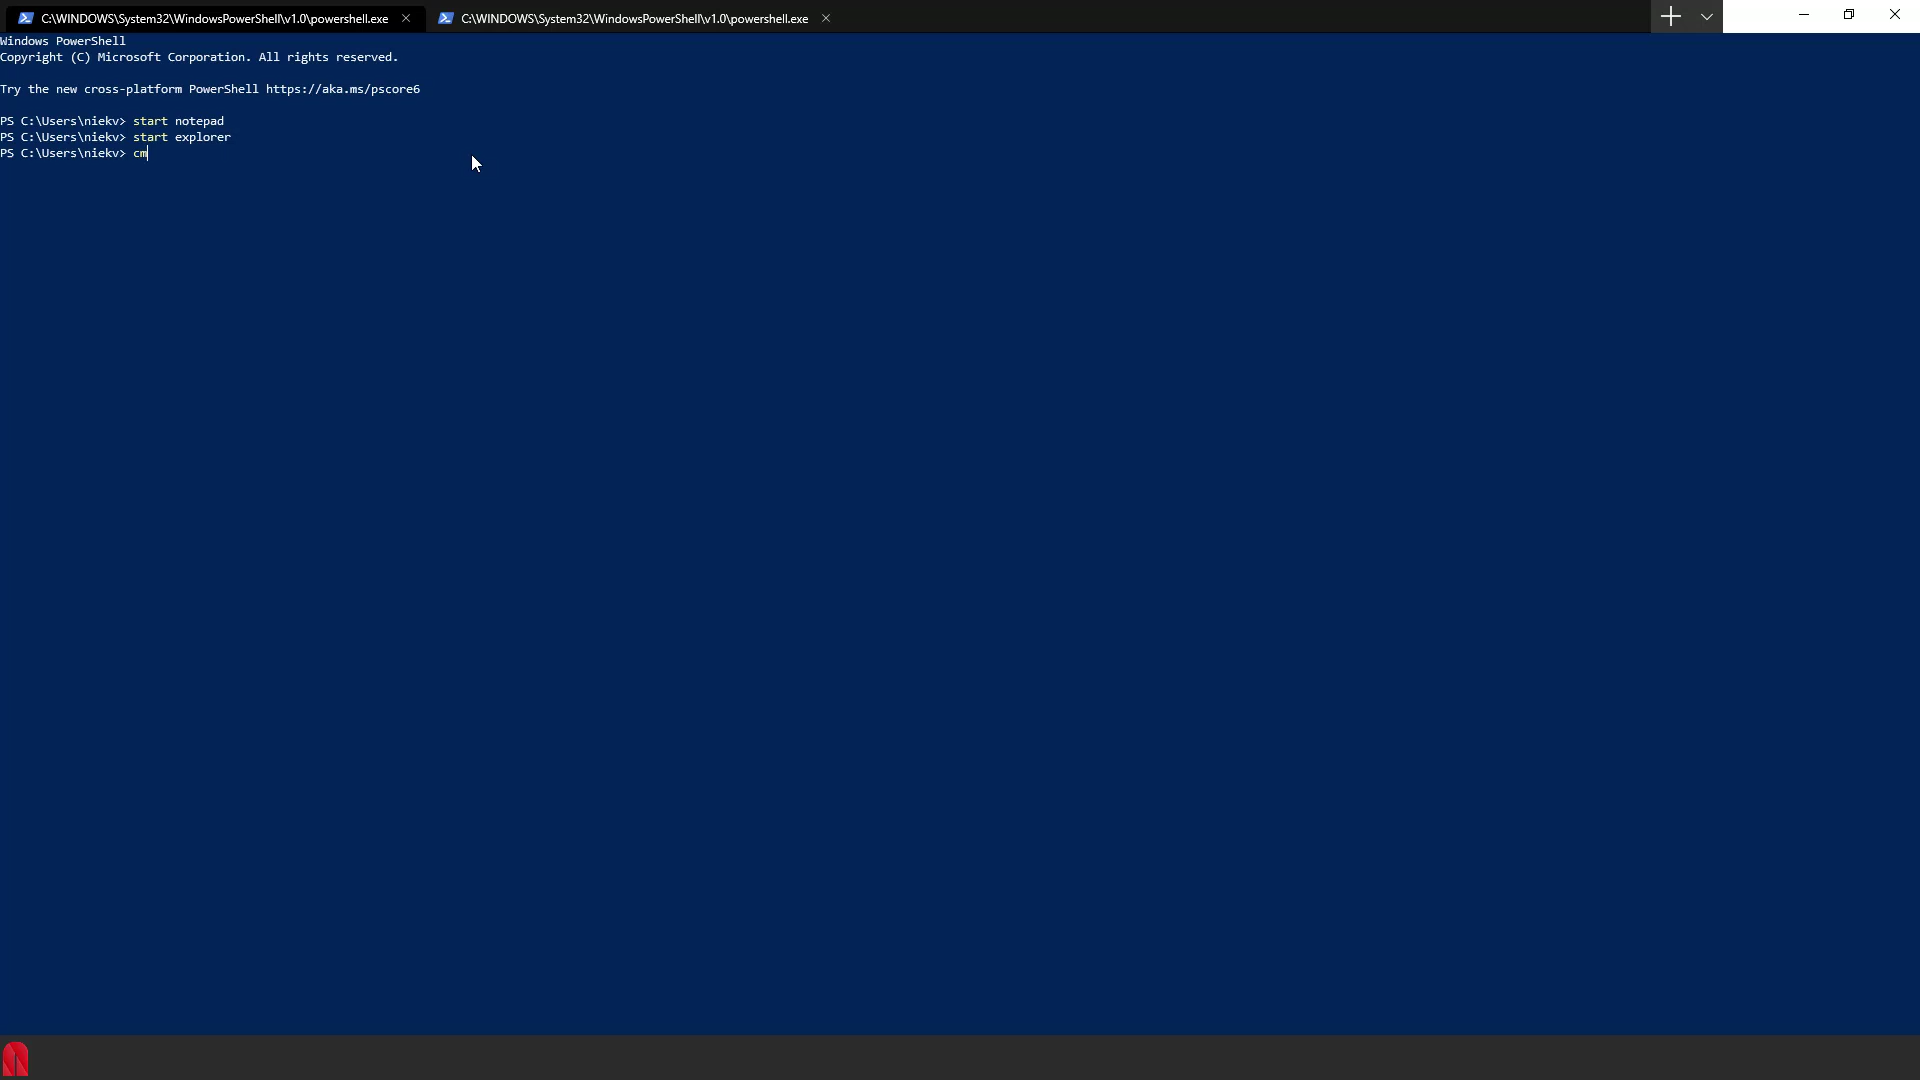 C:\WINDOWS\System32\WindowsPowerShell\v1.0\powershell.exe
C:\WINDOWS\System32\WindowsPowerShell\v1.0\powershell.exe
Windows PowerShell
Copyright (C) Microsoft Corporation. All rights reserved.
Try the new cross-platform PowerShell https://aka.ms/pscore6
PS C:\Users\niekv> start notepad
PS C:\Users\niekv> start explorer
PS C:\Users\niekv> cm